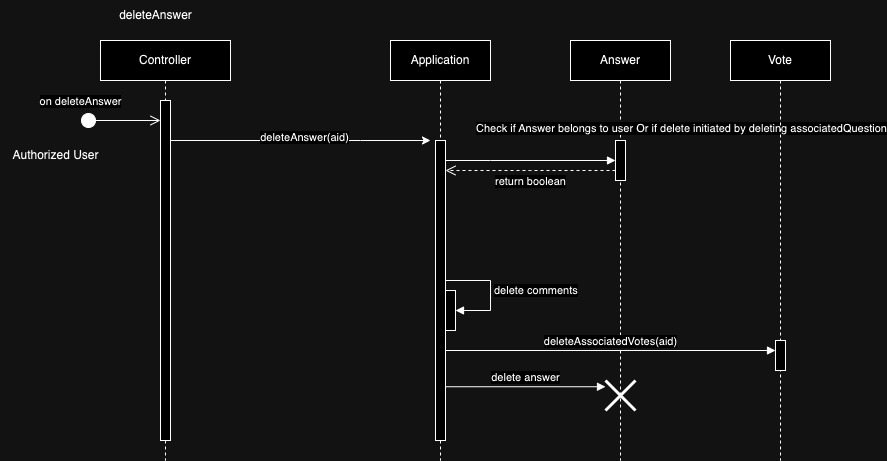 deleteAnswer
Controller
Application
Answer
Vote
on deleteAnswer
Authorized User
deleteAnswer(aid)
Check if Answer belongs to user Or if delete initiated by deleting associatedQuestion
return boolean
delete comments
deleteAssociatedVotes(aid)
delete answer